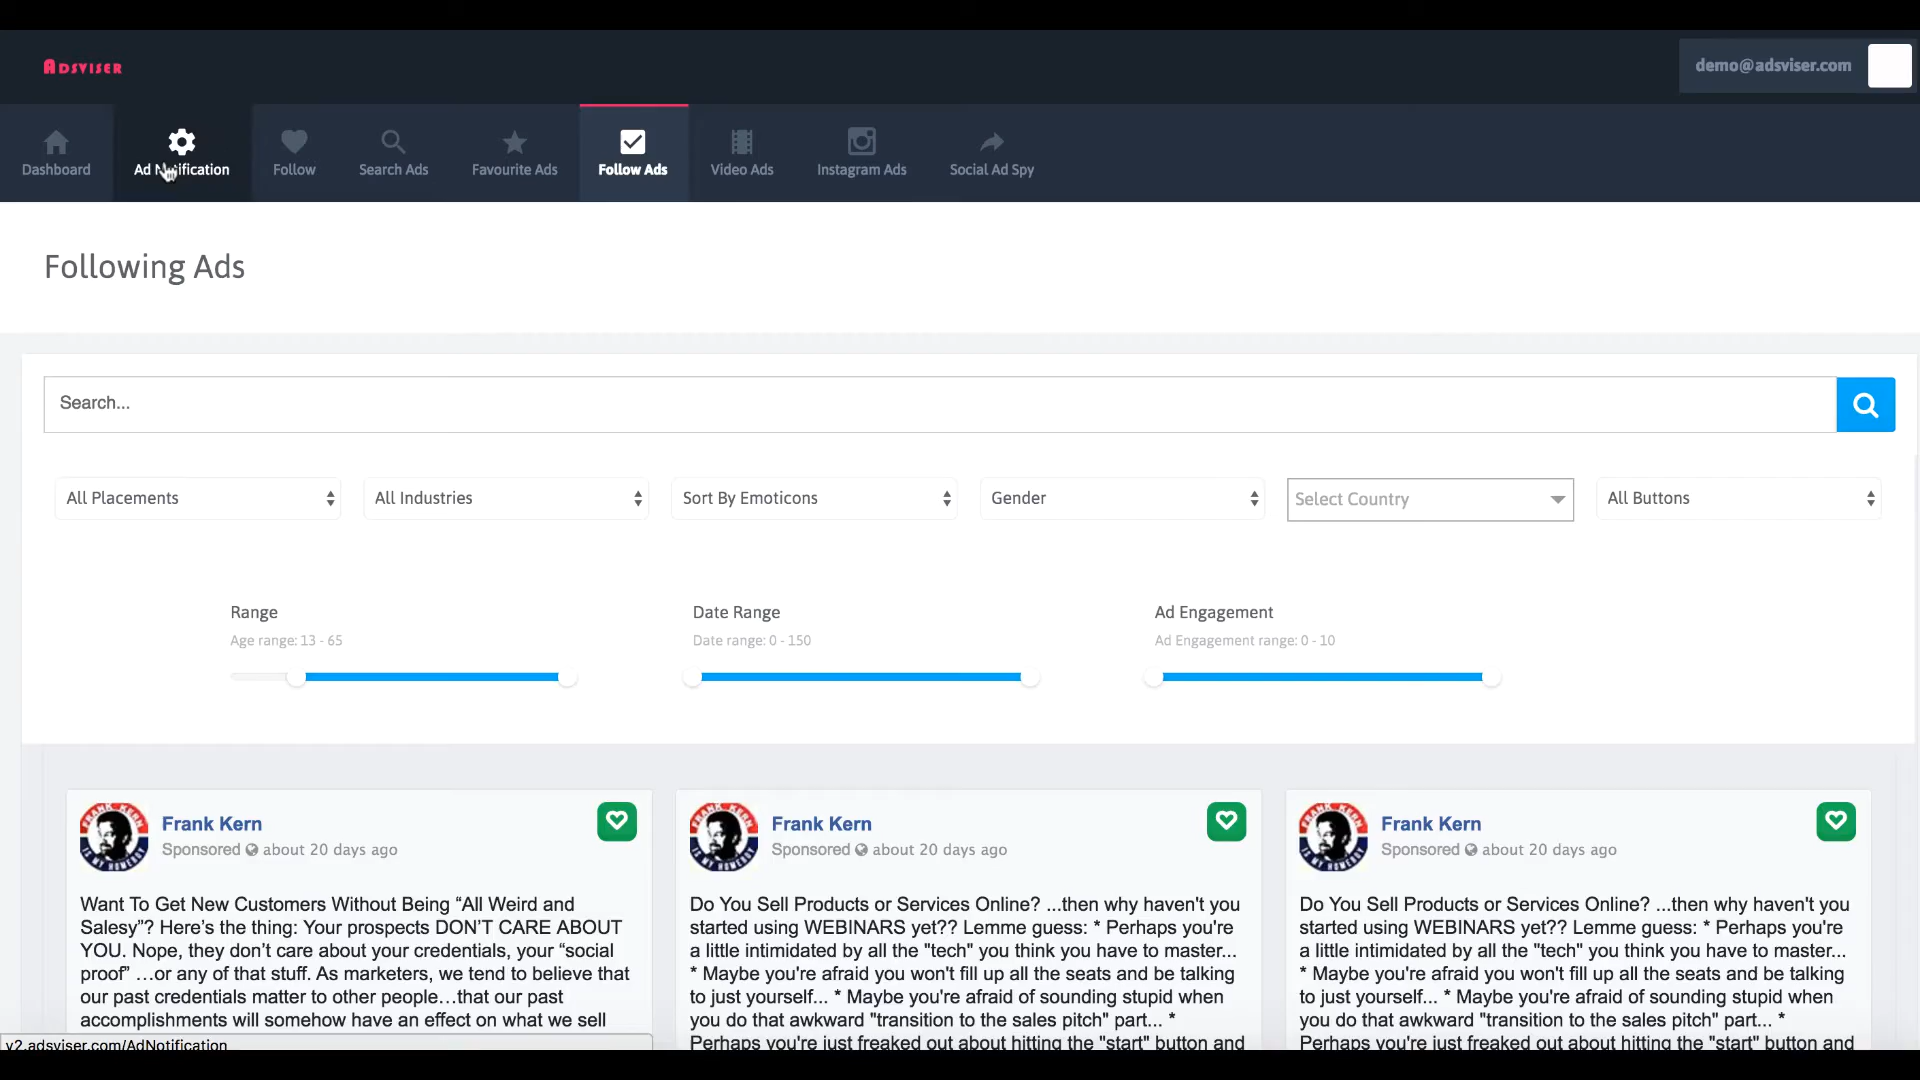 ADSVISER
demo@adsviser.com
Dashboard
Ad Notification
Follow
Search Ads
Favourite Ads
Follow Ads
Video Ads
Instagram Ads
Social Ad Spy
Following Ads
Search...
All Placements
All Industries
Sort By Emoticons
Gender
Select Country
All Buttons
Range
Age range: 13 - 65
Date Range
Date range: 0 - 150
Ad Engagement
Ad Engagement range: 0 - 10
Frank Kern
Sponsored about 20 days ago
Want To Get New Customers Without Being “All Weird and
Salesy”? Here’s the thing: Your prospects DON’T CARE ABOUT
YOU. Nope, they don’t care about your credentials, your “social
proof” …or any of that stuff. As marketers, we tend to believe that
our past credentials matter to other people…that our past
accomplishments will somehow have an effect on what we sell
Frank Kern
Sponsored about 20 days ago
Do You Sell Products or Services Online? ...then why haven't you
started using WEBINARS yet?? Lemme guess: * Perhaps you're
a little intimidated by all the "tech" you think you have to master...
* Maybe you're afraid you won't fill up all the seats and be talking
to just yourself... * Maybe you're afraid of sounding stupid when
you do that awkward "transition to the sales pitch" part... *
Perhaps you're just freaked out about hitting the "start" button and
Frank Kern
Sponsored about 20 days ago
Do You Sell Products or Services Online? ...then why haven't you
started using WEBINARS yet?? Lemme guess: * Perhaps you're
a little intimidated by all the "tech" you think you have to master...
* Maybe you're afraid you won't fill up all the seats and be talking
to just yourself... * Maybe you're afraid of sounding stupid when
you do that awkward "transition to the sales pitch" part... *
Perhaps you're just freaked out about hitting the "start" button and
v2.adsviser.com/AdNotification